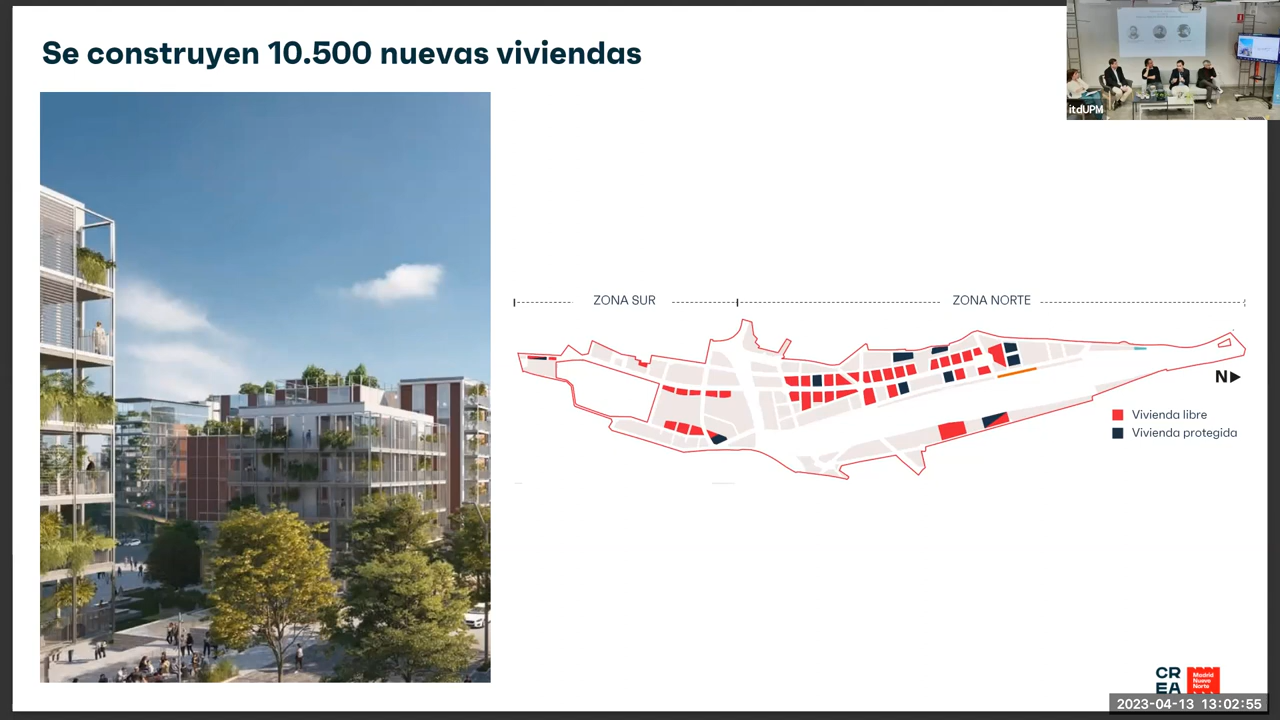 Se construyen 10.500 nuevas viviendas
itdUPM
ZONA SUR
ZONA NORTE
N
Vivienda libre
Vivienda protegida
CR
EA
Madrid
Nuevo
Norte
2023-04-13 13:02:55